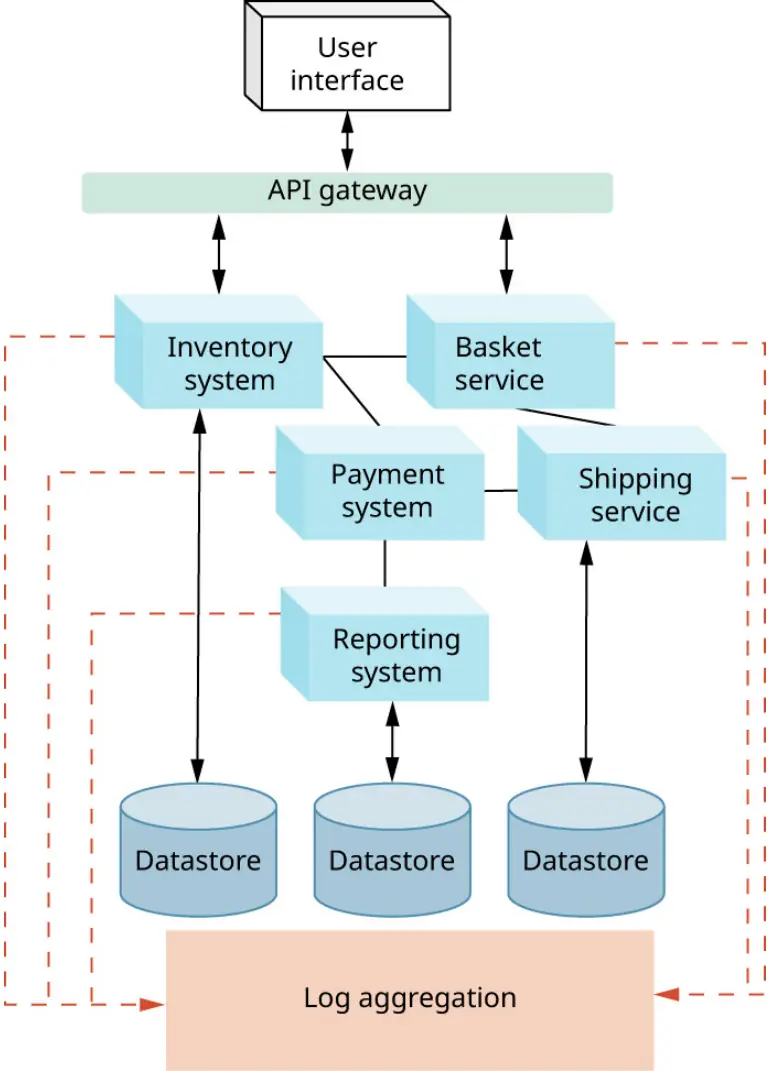 User
interface
API gateway
Inventory
system
Basket
service
Payment
system
Shipping
service
Reporting
system
Datastore
Datastore
Datastore
Log aggregation